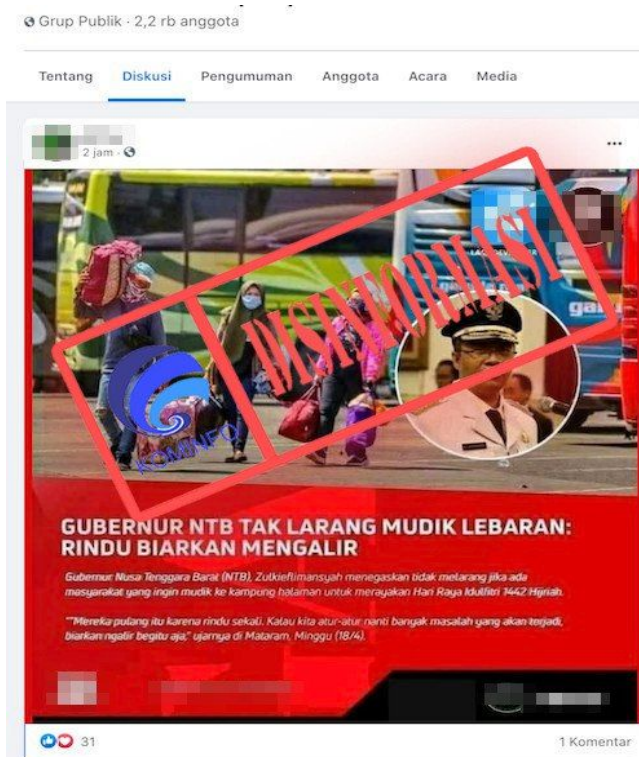 Grup Publik · 2,2 rb anggota
Tentang Diskusi Pengumuman Anggota Acara Media
2 jam ·
DISINFORMASI
KOMINFO
GUBERNUR NTB TAK LARANG MUDIK LEBARAN:
RINDU BIARKAN MENGALIR
Gubernur Nusa Tenggara Barat (NTB), Zulkieflimansyah menegaskan tidak melarang jika ada
masyarakat yang ingin mudik ke kampung halaman untuk merayakan Hari Raya Idulfitri 1442 Hijriah.
""Mereka pulang itu karena rindu sekali. Kalau kita atur-atur nanti banyak masalah yang akan terjadi,
biarkan ngalir begitu aja," ujarnya di Mataram, Minggu (18/4).
31
1 Komentar